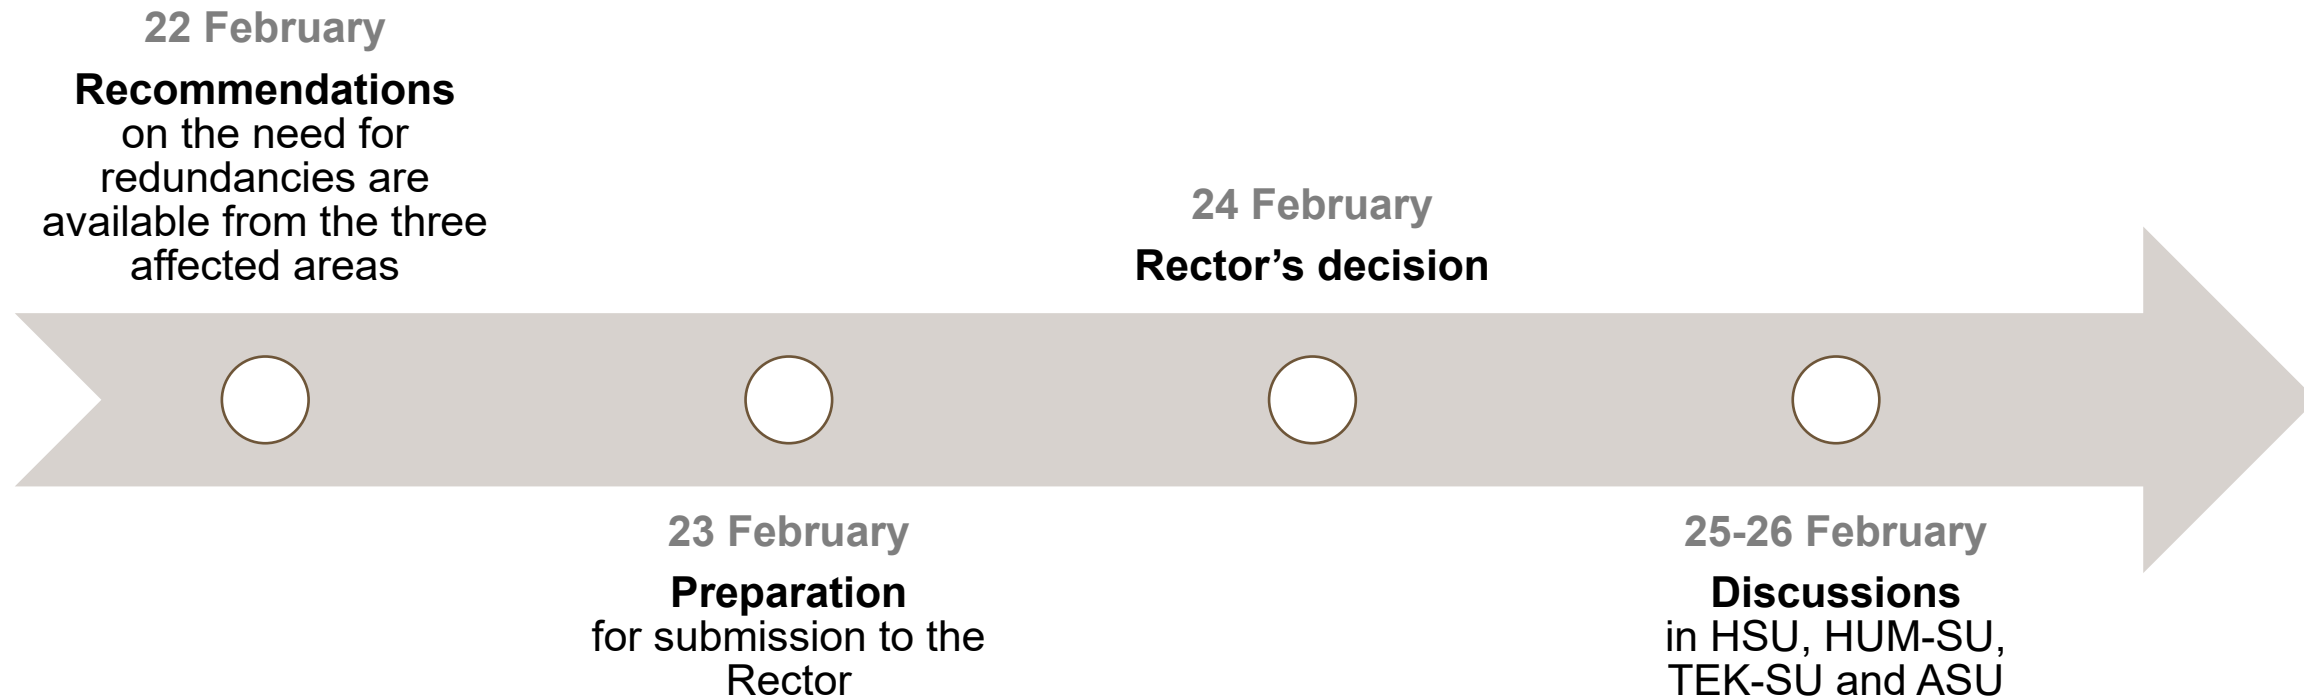 22 February
Recommendations
on the need for
redundancies are
available from the three
affected areas
23 February
Preparation
for submission to the
Rector
24 February
Rector’s decision
25-26 February
Discussions
in HSU, HUM-SU,
TEK-SU and ASU